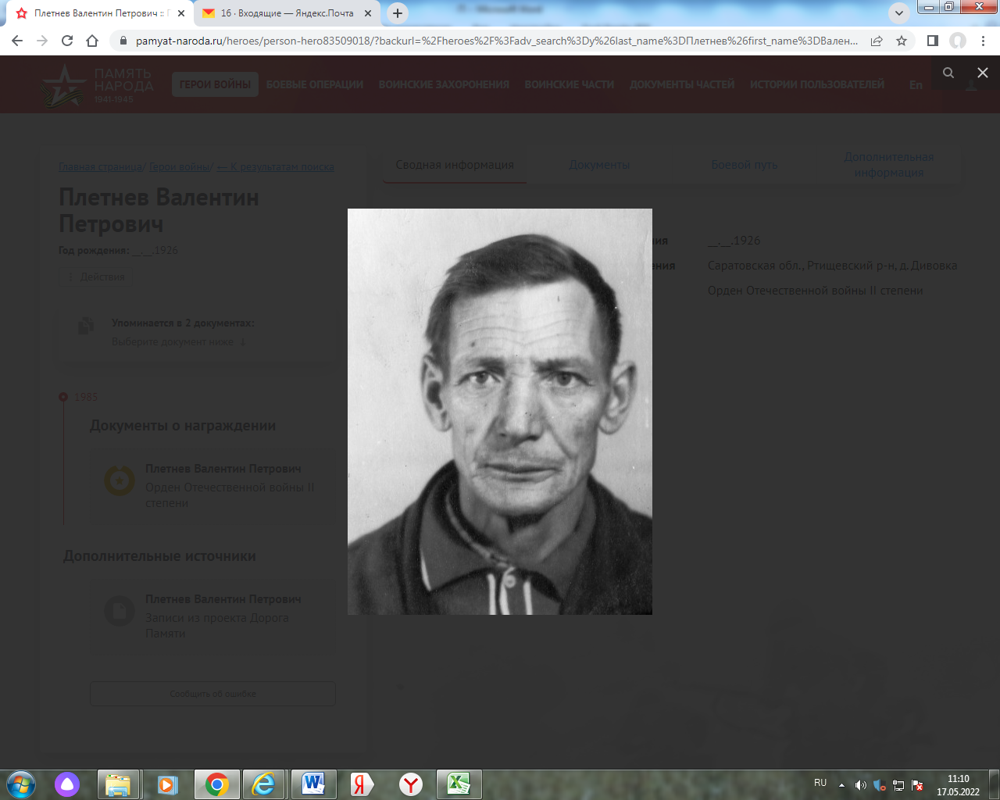 Плетнев Валентин Петрович :: Г
16 · Входящие — Яндекс.Почта
pamyat-naroda.ru/heroes/person-hero83509018/?backurl=%2Fheroes%2F%3Fadv_search%3Dy%26last_name%3DПлетнев%26first_name%3DВален...
ПАМЯТЬ
НАРОДА
1941-1945
ГЕРОИ ВОЙНЫ
БОЕВЫЕ ОПЕРАЦИИ
ВОИНСКИЕ ЗАХОРОНЕНИЯ
ВОИНСКИЕ ЧАСТИ
ДОКУМЕНТЫ ЧАСТЕЙ
ИСТОРИИ ПОЛЬЗОВАТЕЛЕЙ
En
Главная страница/ Герои войны/ ← К результатам поиска
Плетнев Валентин
Петрович
Год рождения: __.__.1926
Действия
Упоминается в 2 документах:
Выберите документ ниже ↓
1985
Документы о награждении
Плетнев Валентин Петрович
Орден Отечественной войны II
степени
Дополнительные источники
Плетнев Валентин Петрович
Записи из проекта Дорога
Памяти
Сообщить об ошибке
Сводная информация
Документы
Боевой путь
Дополнительная
информация
ния __.__.1926
ения Саратовская обл., Ртищевский р-н, д. Дивовка
Орден Отечественной войны II степени
RU
11:10
17.05.2022